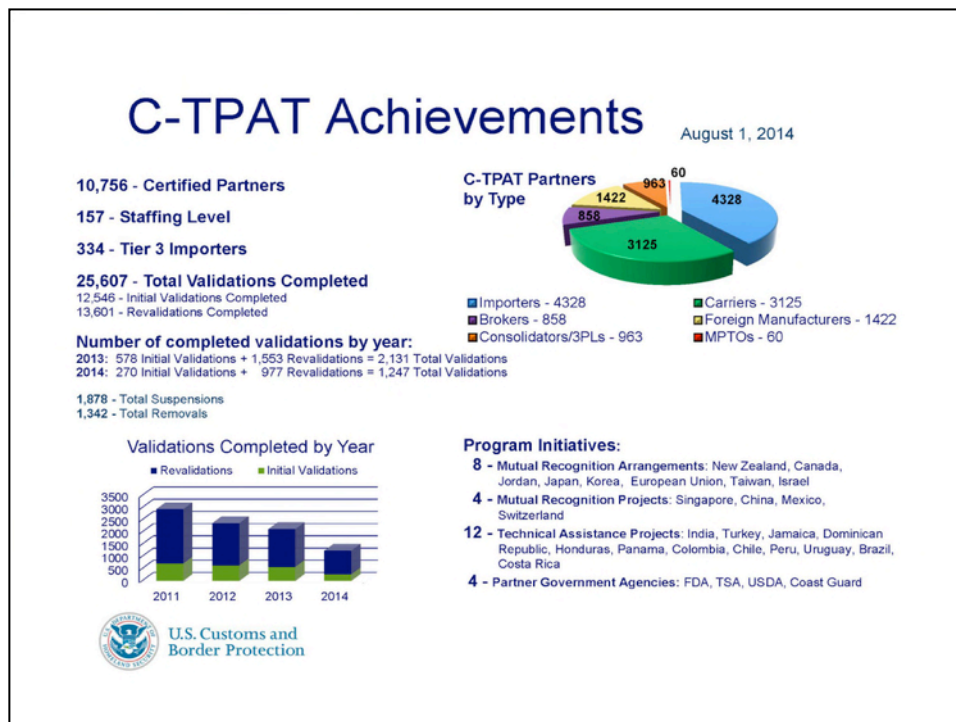 C-TPAT Achievements
August 1, 2014
10,756 - Certified Partners
157 - Staffing Level
334 - Tier 3 Importers
25,607 - Total Validations Completed
12,546 - Initial Validations Completed
13,601 - Revalidations Completed
Number of completed validations by year:
2013: 578 Initial Validations + 1,553 Revalidations = 2,131 Total Validations
2014: 270 Initial Validations + 977 Revalidations = 1,247 Total Validations
1,878 - Total Suspensions
1,342 - Total Removals
C-TPAT Partners
by Type
60
963
4328
1422
858
3125
Importers - 4328
Carriers - 3125
Brokers - 858
Foreign Manufacturers - 1422
Consolidators/3PLs - 963
MPTOs - 60
Validations Completed by Year
Revalidations
Initial Validations
3500
3000
2500
2000
1500
1000
500
0
2011
2012
2013
2014
Program Initiatives:
8 - Mutual Recognition Arrangements: New Zealand, Canada,
Jordan, Japan, Korea, European Union, Taiwan, Israel
4 - Mutual Recognition Projects: Singapore, China, Mexico,
Switzerland
12 - Technical Assistance Projects: India, Turkey, Jamaica, Dominican
Republic, Honduras, Panama, Colombia, Chile, Peru, Uruguay, Brazil,
Costa Rica
4 - Partner Government Agencies: FDA, TSA, USDA, Coast Guard
U.S. DEPARTMENT OF
HOMELAND SECURITY
U.S. Customs and
Border Protection